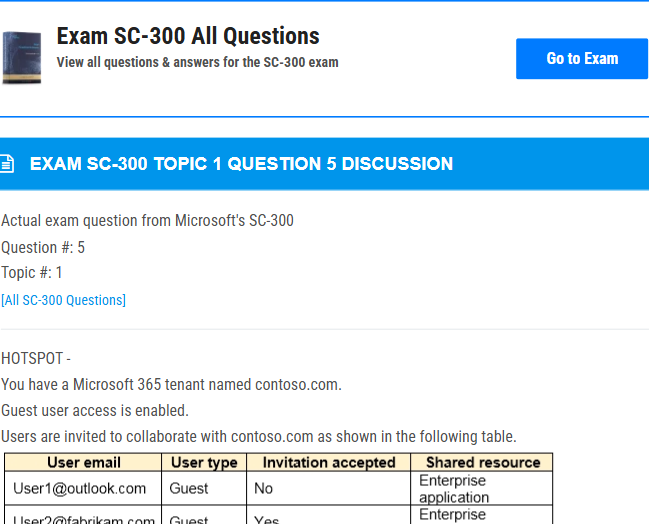 Exam SC-300 All Questions
View all questions & answers for the SC-300 exam
Go to Exam
EXAM SC-300 TOPIC 1 QUESTION 5 DISCUSSION
Actual exam question from Microsoft's SC-300
Question #: 5
Topic #: 1
[All SC-300 Questions]
HOTSPOT -
You have a Microsoft 365 tenant named contoso.com.
Guest user access is enabled.
Users are invited to collaborate with contoso.com as shown in the following table.
User email User type Invitation accepted Shared resource
User1@outlook.com Guest No Enterprise application
User2@fabrikam.com Guest Yes Enterprise